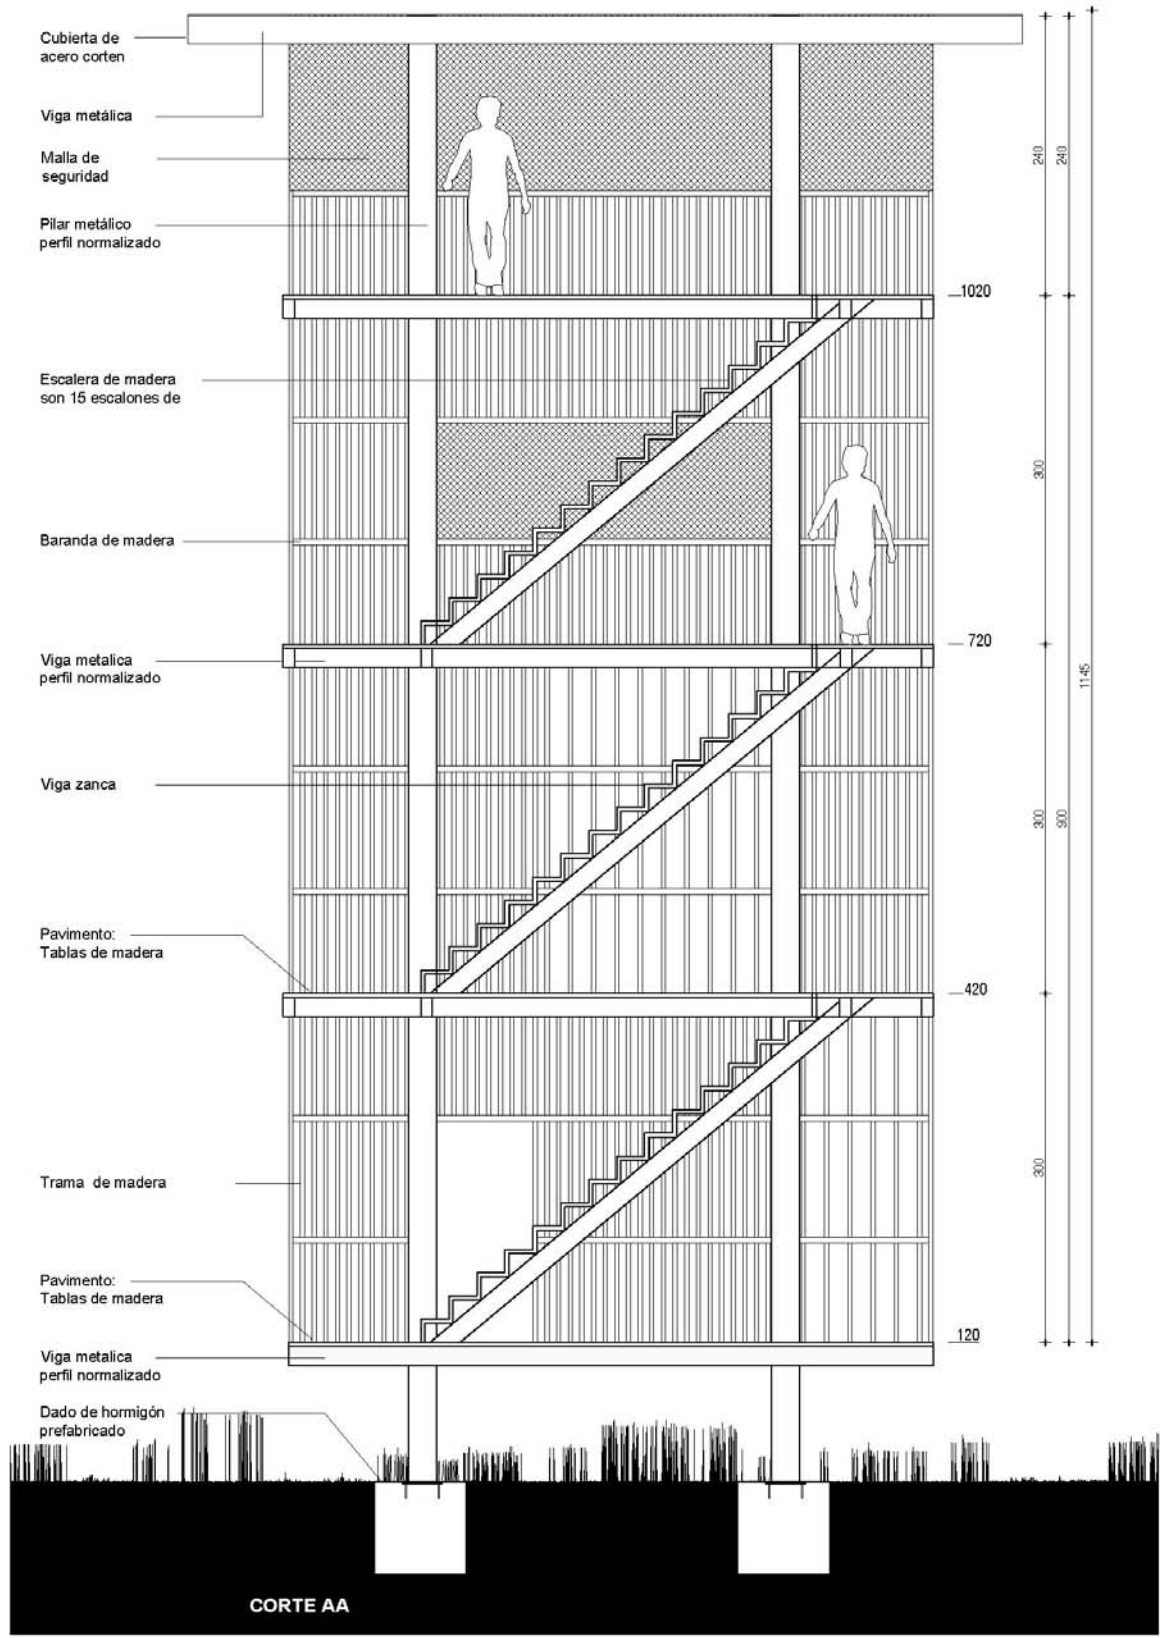 Cubierta de
acero corten
Viga metálica
Malla de
seguridad
Pilar metálico
perfil normalizado
Escalera de madera
son 15 escalones de
Baranda de madera
Viga metalica
perfil normalizado
Viga zanca
Pavimento:
Tablas de madera
Trama de madera
Pavimento:
Tablas de madera
Viga metalica
perfil normalizado
Dado de hormigón
prefabricado
1020
720
420
120
240
240
300
300
900
300
1145
CORTE AA